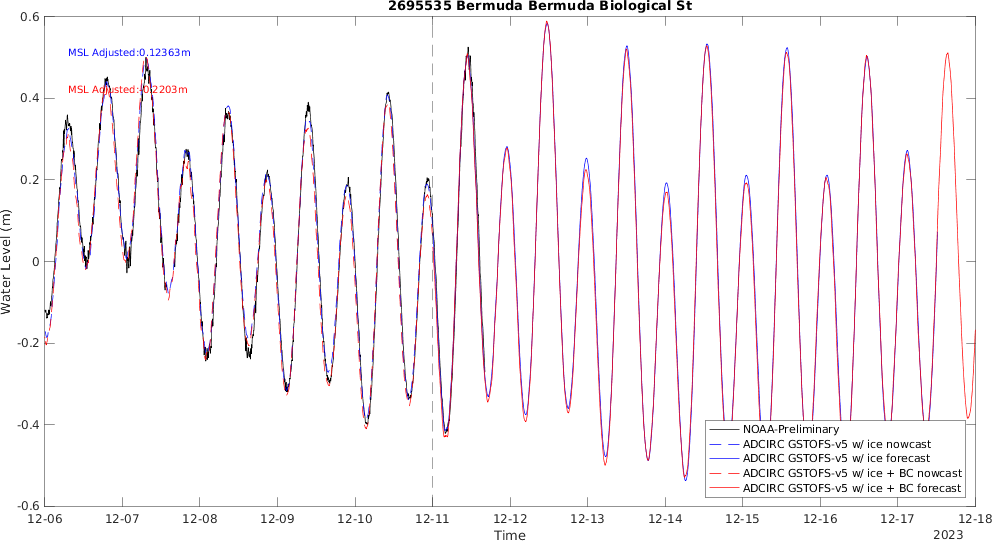 2695535 Bermuda Bermuda Biological St
MSL Adjusted:0.12363m
MSL Adjusted:-0.2203m
Water Level (m)
0.6
0.4
0.2
0
-0.2
-0.4
-0.6
NOAA-Preliminary
ADCIRC GSTOFS-v5 w/ ice nowcast
ADCIRC GSTOFS-v5 w/ ice forecast
ADCIRC GSTOFS-v5 w/ ice + BC nowcast
ADCIRC GSTOFS-v5 w/ ice + BC forecast
12-06 12-07 12-08 12-09 12-10 12-11 12-12 12-13 12-14 12-15 12-16 12-17 12-18
Time
2023